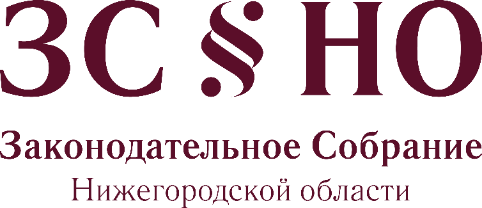 ЗС § НО
Законодательное Собрание
Нижегородской области